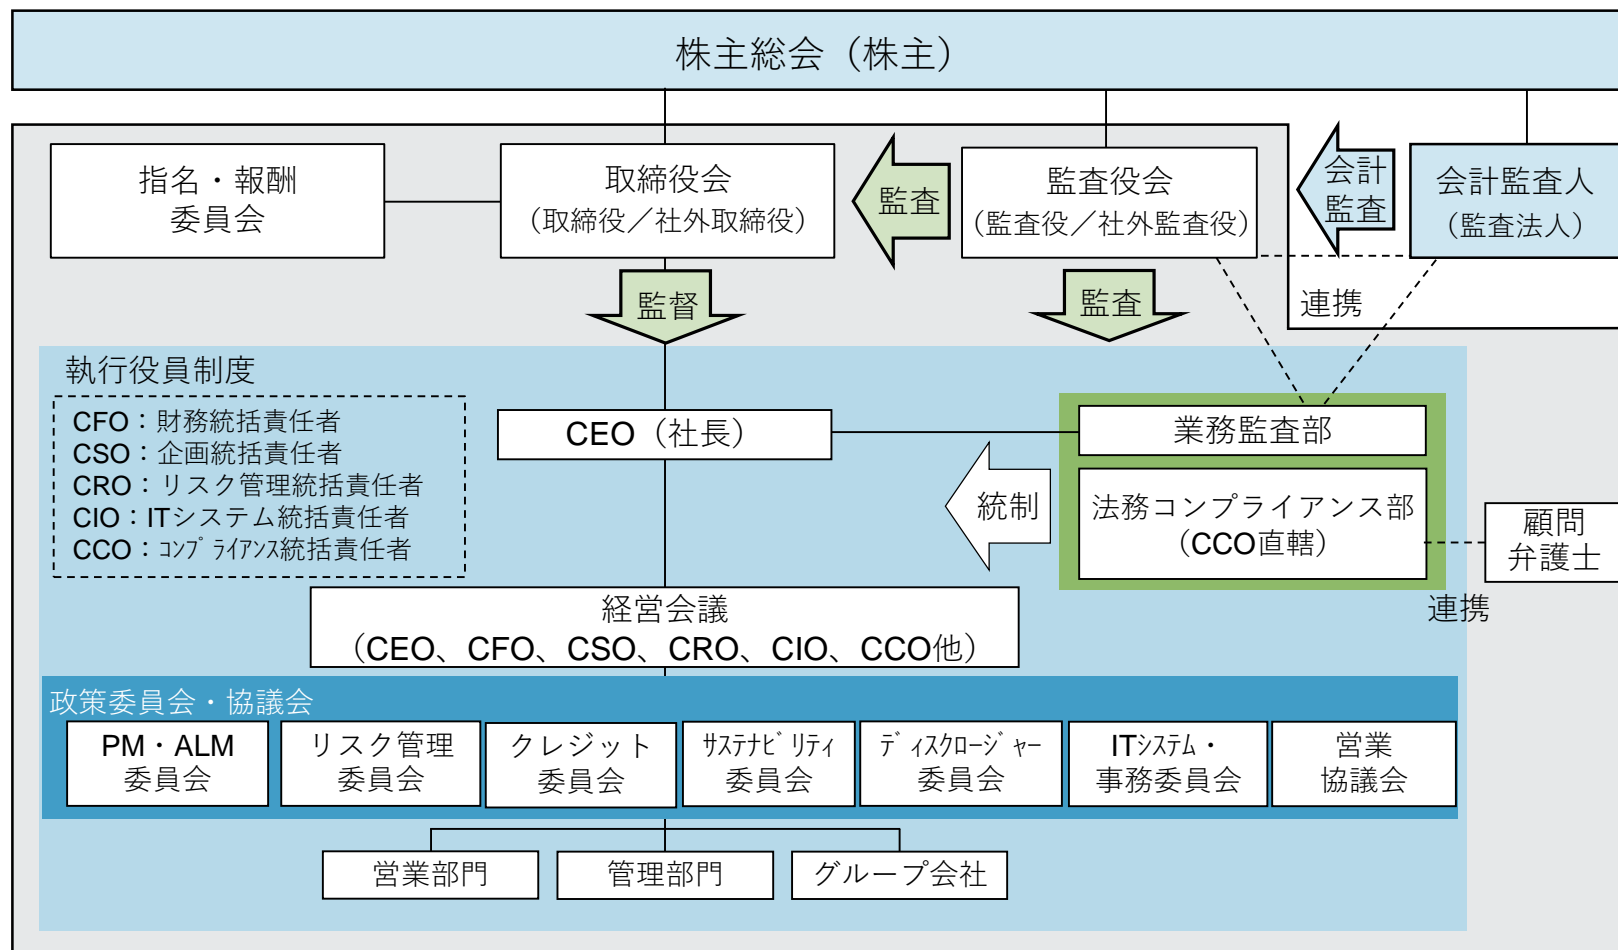 株主総会（株主）
指名・報酬
委員会
取締役会
（取締役／社外取締役）
監査
監査役会
（監査役／社外監査役）
会計
監査
会計監査人
（監査法人）
監督
監査
連携
執行役員制度
CFO：財務統括責任者
CSO：企画統括責任者
CRO：リスク管理統括責任者
CIO：ITシステム統括責任者
CCO：ｺﾝﾌﾟﾗｲｱﾝｽ統括責任者
CEO（社長）
業務監査部
統制
法務コンプライアンス部
（CCO直轄）
顧問
弁護士
連携
経営会議
（CEO、CFO、CSO、CRO、CIO、CCO他）
政策委員会・協議会
PM・ALM
委員会
リスク管理
委員会
クレジット
委員会
ｻｽﾃﾅﾋﾞﾘﾃｨ
委員会
ﾃﾞｨｽｸﾛｰｼﾞｬｰ
委員会
ITｼｽﾃﾑ・
事務委員会
営業
協議会
営業部門
管理部門
グループ会社